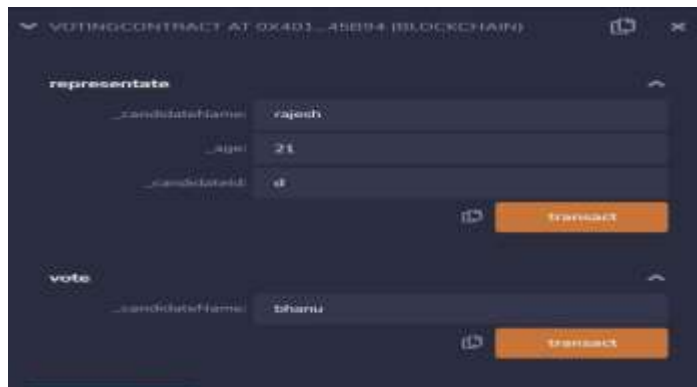 VOTINGCONTRACT AT 0X401...45B94 (BLOCKCHAIN)
representate
_candidateName: rajesh
_age: 21
_candidateId: d
transact
vote
_candidateName: bhanu
transact